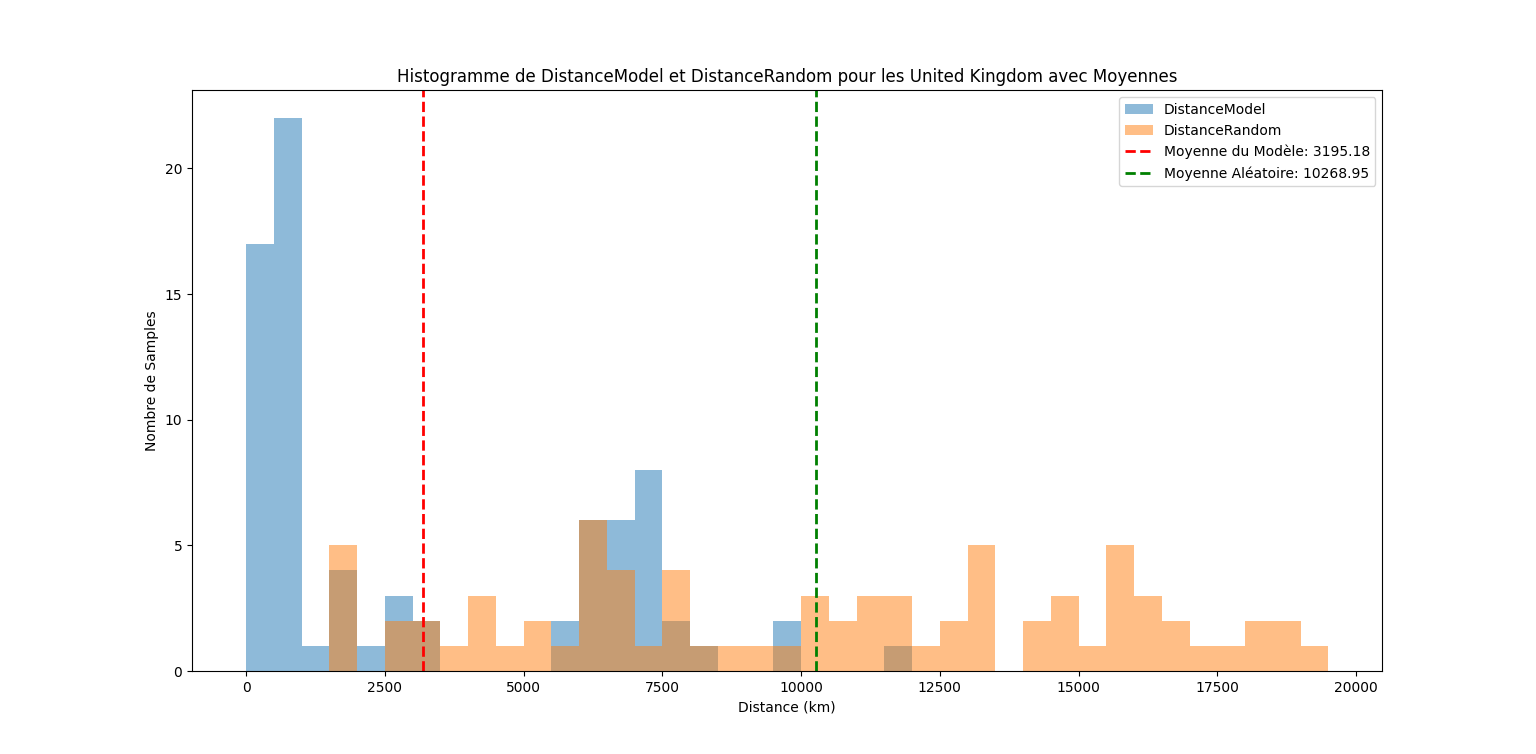 Histogramme de DistanceModel et DistanceRandom pour les United Kingdom avec Moyennes
DistanceModel
DistanceRandom
Moyenne du Modèle: 3195.18
Moyenne Aléatoire: 10268.95
Nombre de Samples
20
15
10
5
0
0 2500 5000 7500 10000 12500 15000 17500 20000
Distance (km)